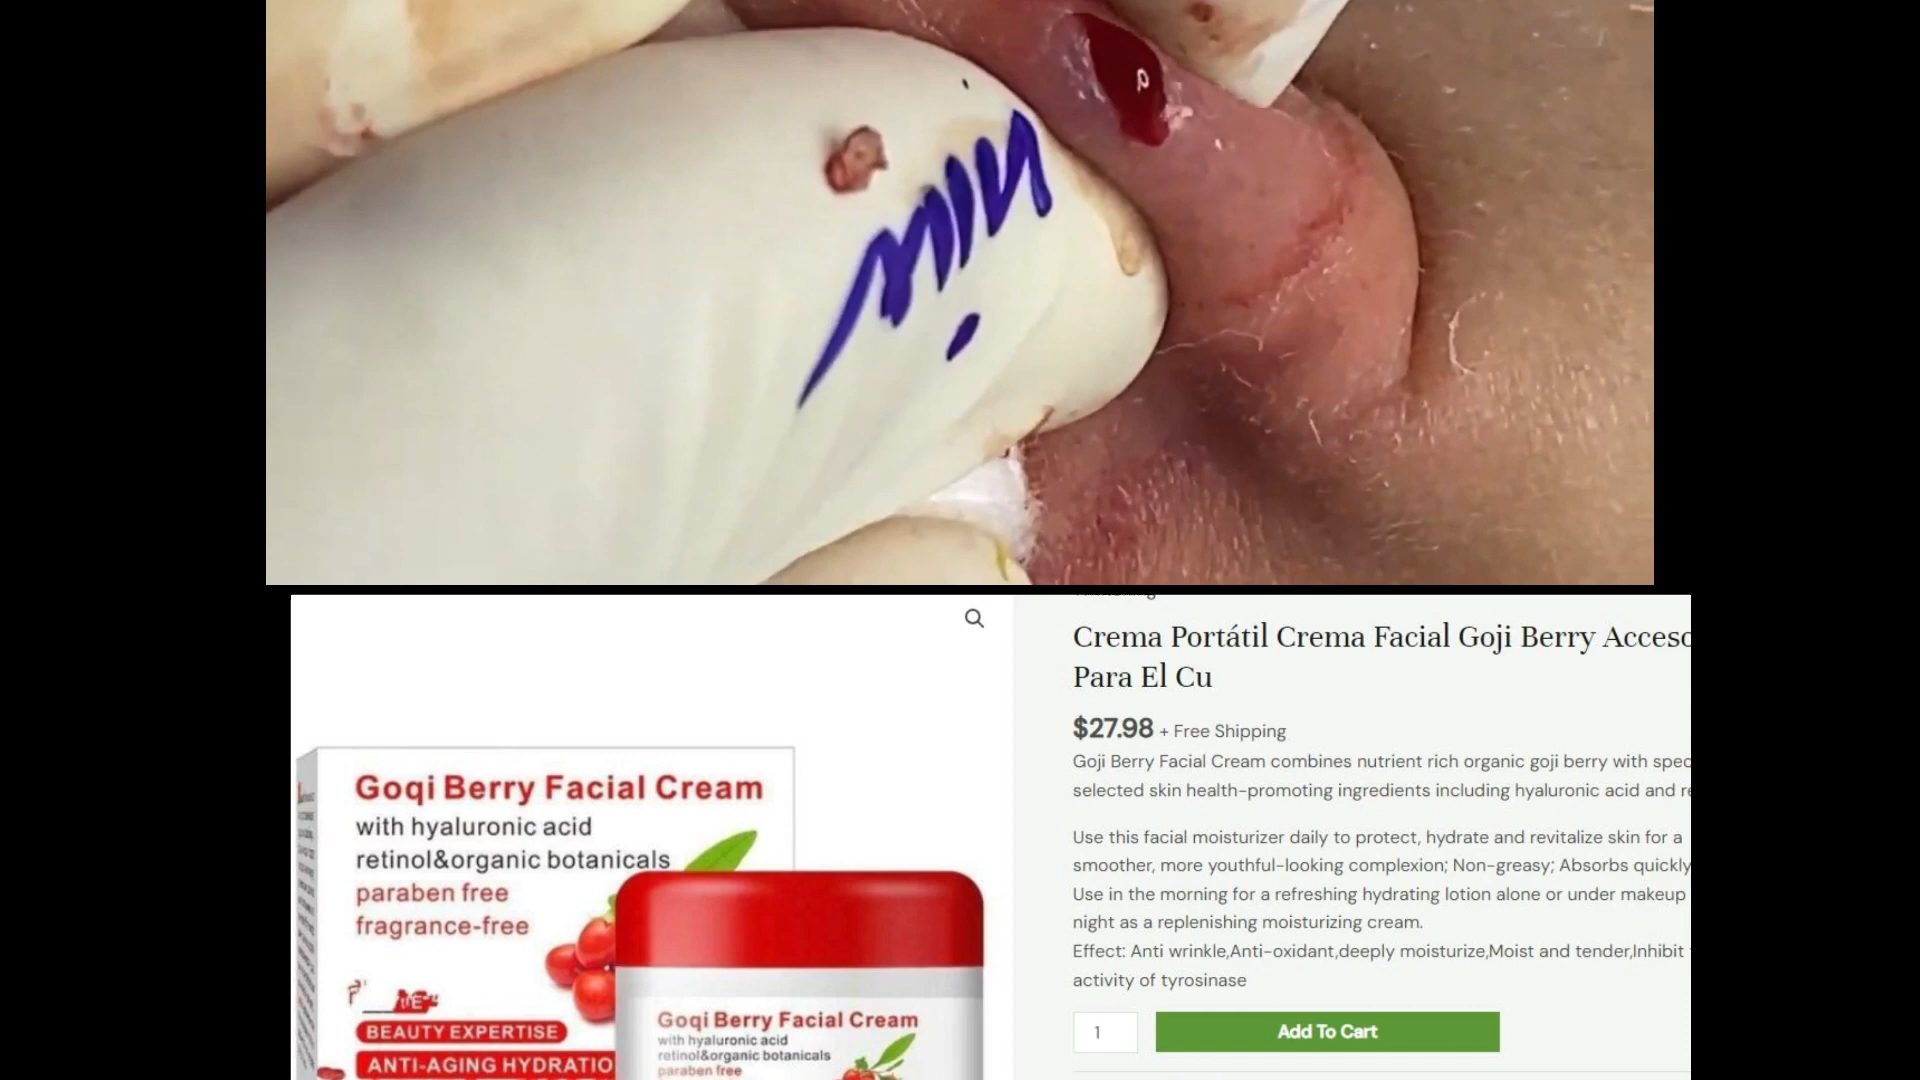 Crema Portátil Crema Facial Goji Berry
Para El Cu
$27.98 + Free Shipping
Goji Berry Facial Cream combines nutrient rich organic goji berry with
selected skin health-promoting ingredients including hyaluronic acid and
Use this facial moisturizer daily to protect, hydrate and revitalize skin for a
smoother, more youthful-looking complexion; Non-greasy; Absorbs quickly
Use in the morning for a refreshing hydrating lotion alone or under makeup
night as a replenishing moisturizing cream.
Effect: Anti wrinkle,Anti-oxidant,deeply moisturize,Moist and tender,Inhibit
activity of tyrosinase
1
Add To Cart
Goqi Berry Facial Cream
with hyaluronic acid
retinol&organic botanicals
paraben free
fragrance-free
BEAUTY EXPERTISE
ANTI-AGING HYDRATIO
Goqi Berry Facial Cream
with hyaluronic acid
retinol&organic botanicals
paraben free